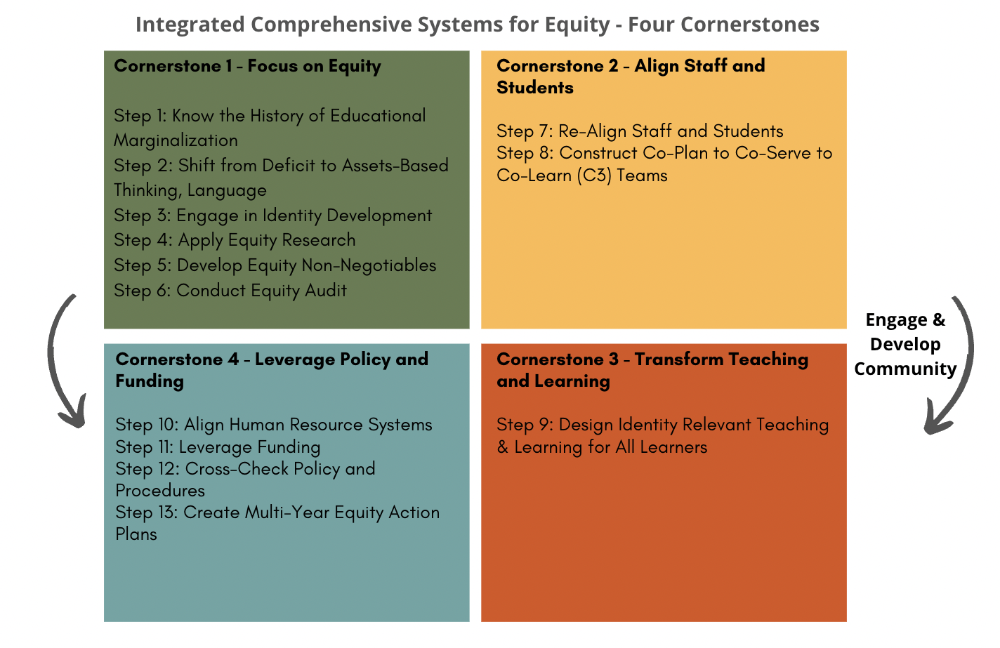 Integrated Comprehensive Systems for Equity - Four Cornerstones
Cornerstone 1 - Focus on Equity
Step 1: Know the History of Educational
Marginalization
Step 2: Shift from Deficit to Assets-Based
Thinking, Language
Step 3: Engage in Identity Development
Step 4: Apply Equity Research
Step 5: Develop Equity Non-Negotiables
Step 6: Conduct Equity Audit
Cornerstone 2 - Align Staff and
Students
Step 7: Re-Align Staff and Students
Step 8: Construct Co-Plan to Co-Serve to
Co-Learn (C3) Teams
Engage &
Develop
Community
Cornerstone 4 - Leverage Policy and
Funding
Step 10: Align Human Resource Systems
Step 11: Leverage Funding
Step 12: Cross-Check Policy and
Procedures
Step 13: Create Multi-Year Equity Action
Plans
Cornerstone 3 - Transform Teaching
and Learning
Step 9: Design Identity Relevant Teaching
& Learning for All Learners